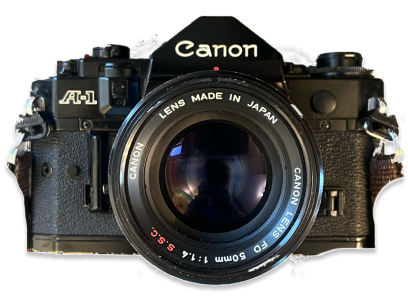 Canon
A-1
LENS MADE IN JAPAN
CANON
CANON LENS FD 50mm 1:1.4 S.S.C.